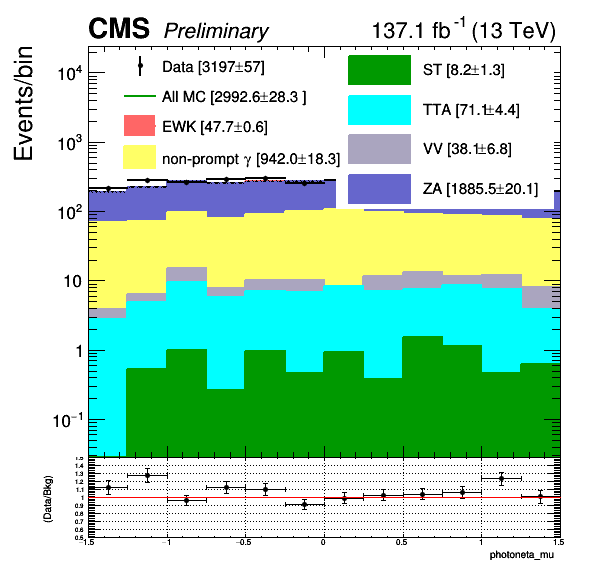 CMS Preliminary 137.1 fb⁻¹ (13 TeV)
Events/bin
10⁴
10³
10²
10
1
10⁻¹
Data [3197±57]
All MC [2992.6±28.3 ]
EWK [47.7±0.6]
non-prompt γ [942.0±18.3]
ST [8.2±1.3]
TTA [71.1±4.4]
VV [38.1±6.8]
ZA [1885.5±20.1]
(Data/Bkg)
1.5
1.4
1.3
1.2
1.1
1
0.9
0.8
0.7
0.6
0.5
−1.5 −1 −0.5 0 0.5 1 1.5
photoneta_mu